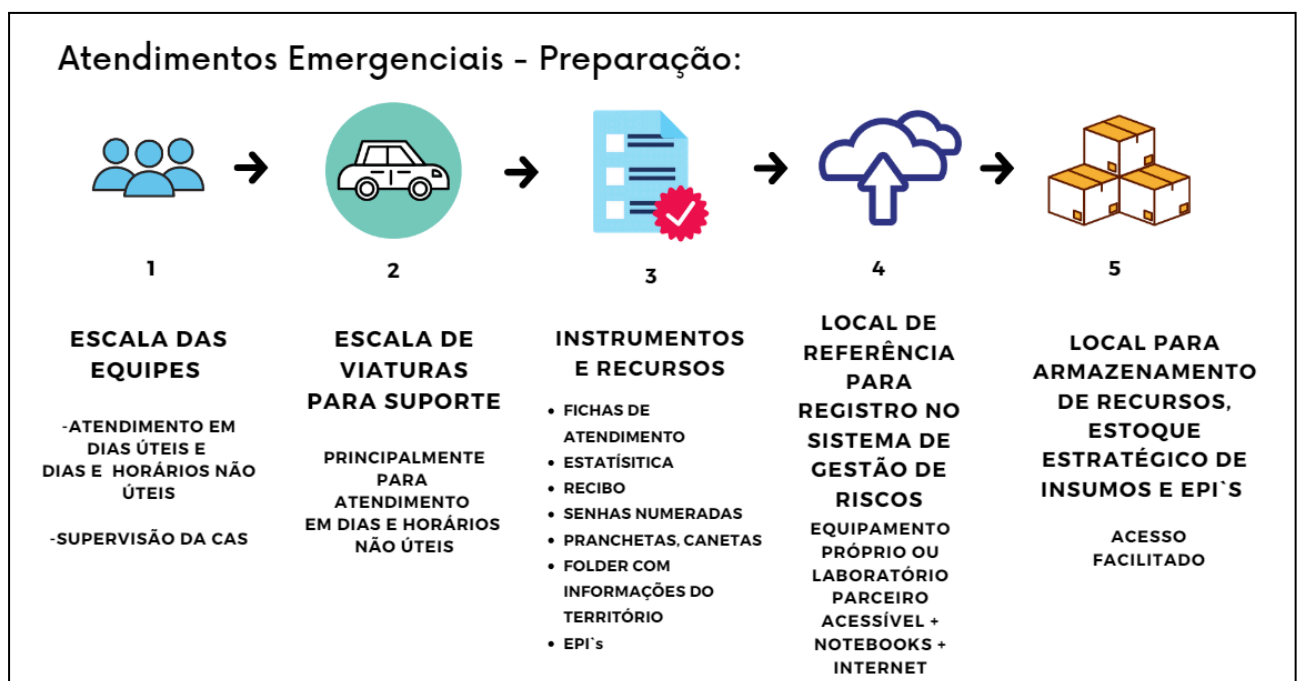 Atendimentos Emergenciais - Preparação:
1
ESCALA DAS
EQUIPES
-ATENDIMENTO EM
DIAS ÚTEIS E
DIAS E HORÁRIOS NÃO
ÚTEIS
-SUPERVISÃO DA CAS
2
ESCALA DE
VIATURAS
PARA SUPORTE
PRINCIPALMENTE
PARA
ATENDIMENTO
EM DIAS E HORÁRIOS
NÃO ÚTEIS
3
INSTRUMENTOS
E RECURSOS
• FICHAS DE
ATENDIMENTO
• ESTATÍSITICA
• RECIBO
• SENHAS NUMERADAS
• PRANCHETAS, CANETAS
• FOLDER COM
INFORMAÇÕES DO
TERRITÓRIO
• EPI`s
4
LOCAL DE
REFERÊNCIA
PARA
REGISTRO NO
SISTEMA DE
GESTÃO DE
RISCOS
EQUIPAMENTO
PRÓPRIO OU
LABORATÓRIO
PARCEIRO
ACESSÍVEL +
NOTEBOOKS +
INTERNET
5
LOCAL PARA
ARMAZENAMENTO
DE RECURSOS,
ESTOQUE
ESTRATÉGICO DE
INSUMOS E EPI`S
ACESSO
FACILITADO